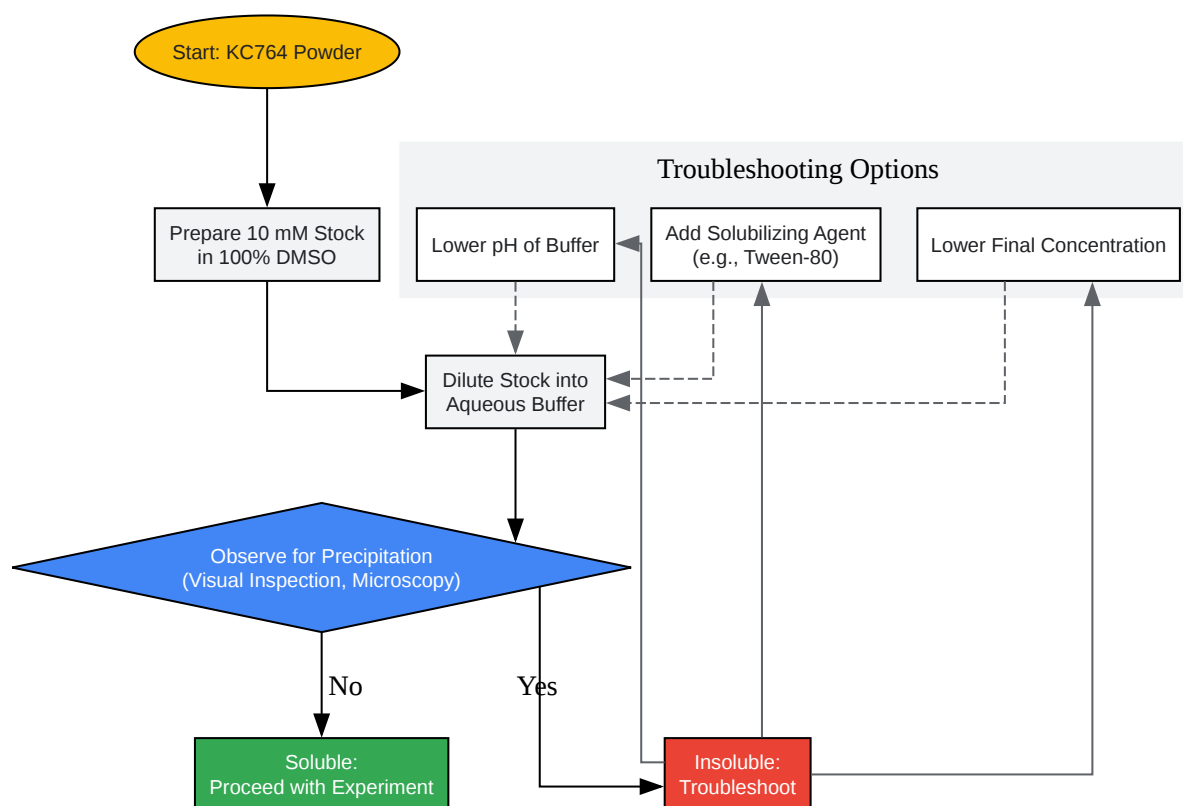 Start: KC764 Powder
Troubleshooting Options
Prepare 10 mM Stock
in 100% DMSO
Lower pH of Buffer
Add Solubilizing Agent
(e.g., Tween-80)
Lower Final Concentration
Dilute Stock into
Aqueous Buffer
Observe for Precipitation
(Visual Inspection, Microscopy)
No
Yes
Soluble:
Proceed with Experiment
Insoluble:
Troubleshoot